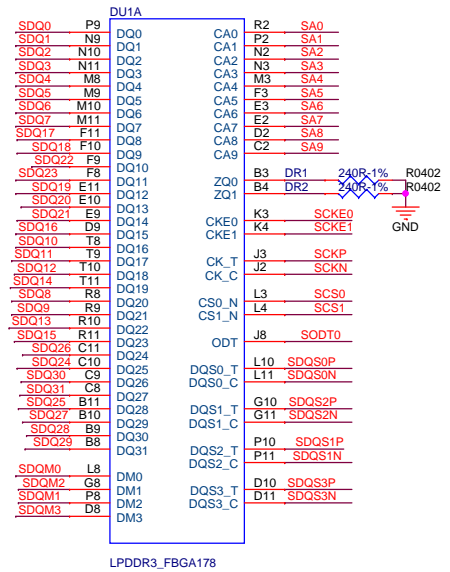 DU1A
SDQ0 P9 DQ0 CA0 R2 SA0
SDQ1 N9 DQ1 CA1 P2 SA1
SDQ2 N10 DQ2 CA2 N2 SA2
SDQ3 N11 DQ3 CA3 N3 SA3
SDQ4 M8 DQ4 CA4 M3 SA4
SDQ5 M9 DQ5 CA5 F3 SA5
SDQ6 M10 DQ6 CA6 E3 SA6
SDQ7 M11 DQ7 CA7 E2 SA7
SDQ17 F11 DQ8 CA8 D2 SA8
SDQ18 F10 DQ9 CA9 C2 SA9
SDQ22 F9 DQ10
SDQ23 F8 DQ11 ZQ0 B3 DR1 240R-1% R0402
SDQ19 E11 DQ12 ZQ1 B4 DR2 240R-1% R0402
SDQ20 E10 DQ13
SDQ21 E9 DQ14 CKE0 K3 SCKE0 GND
SDQ16 D9 DQ15 CKE1 K4 SCKE1
SDQ10 T8 DQ16
SDQ11 T9 DQ17 CK_T J3 SCKP
SDQ12 T10 DQ18 CK_C J2 SCKN
SDQ14 T11 DQ19
SDQ8 R8 DQ20 CS0_N L3 SCS0
SDQ9 R9 DQ21 CS1_N L4 SCS1
SDQ13 R10 DQ22
SDQ15 R11 DQ23 ODT J8 SODT0
SDQ26 C11 DQ24
SDQ24 C10 DQ25 DQS0_T L10 SDQS0P
SDQ30 C9 DQ26 DQS0_C L11 SDQS0N
SDQ31 C8 DQ27
SDQ25 B11 DQ28 DQS1_T G10 SDQS2P
SDQ27 B10 DQ29 DQS1_C G11 SDQS2N
SDQ28 B9 DQ30
SDQ29 B8 DQ31 DQS2_T P10 SDQS1P
DQS2_C P11 SDQS1N
SDQM0 L8 DM0
SDQM2 G8 DM1 DQS3_T D10 SDQS3P
SDQM1 P8 DM2 DQS3_C D11 SDQS3N
SDQM3 D8 DM3
LPDDR3_FBGA178